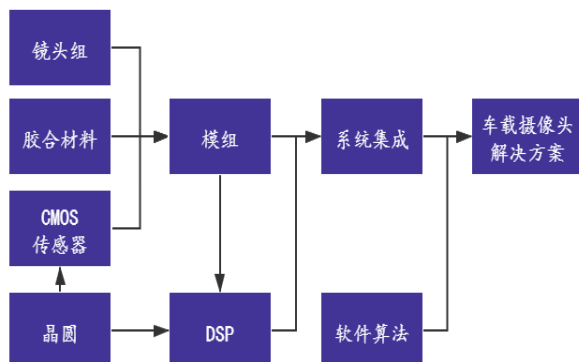 镜头组
胶合材料
模组
系统集成
车载摄像头
解决方案
CMOS
传感器
晶圆
DSP
软件算法